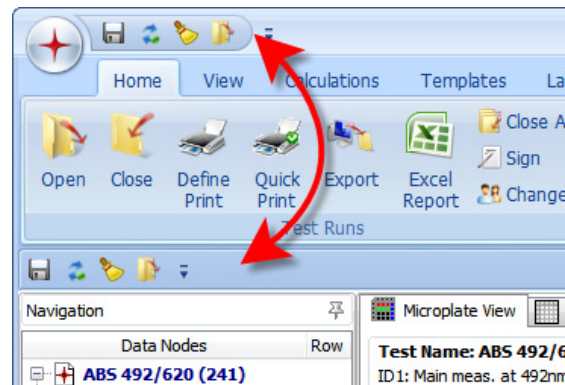 Home View Calculations Templates La
Close A
Sign
Change
Open Close Define Print Quick Print Export Excel Report
Test Runs
Navigation
Microplate View
Data Nodes Row
Test Name: ABS 492/6
ABS 492/620 (241)
ID1: Main meas. at 492nm